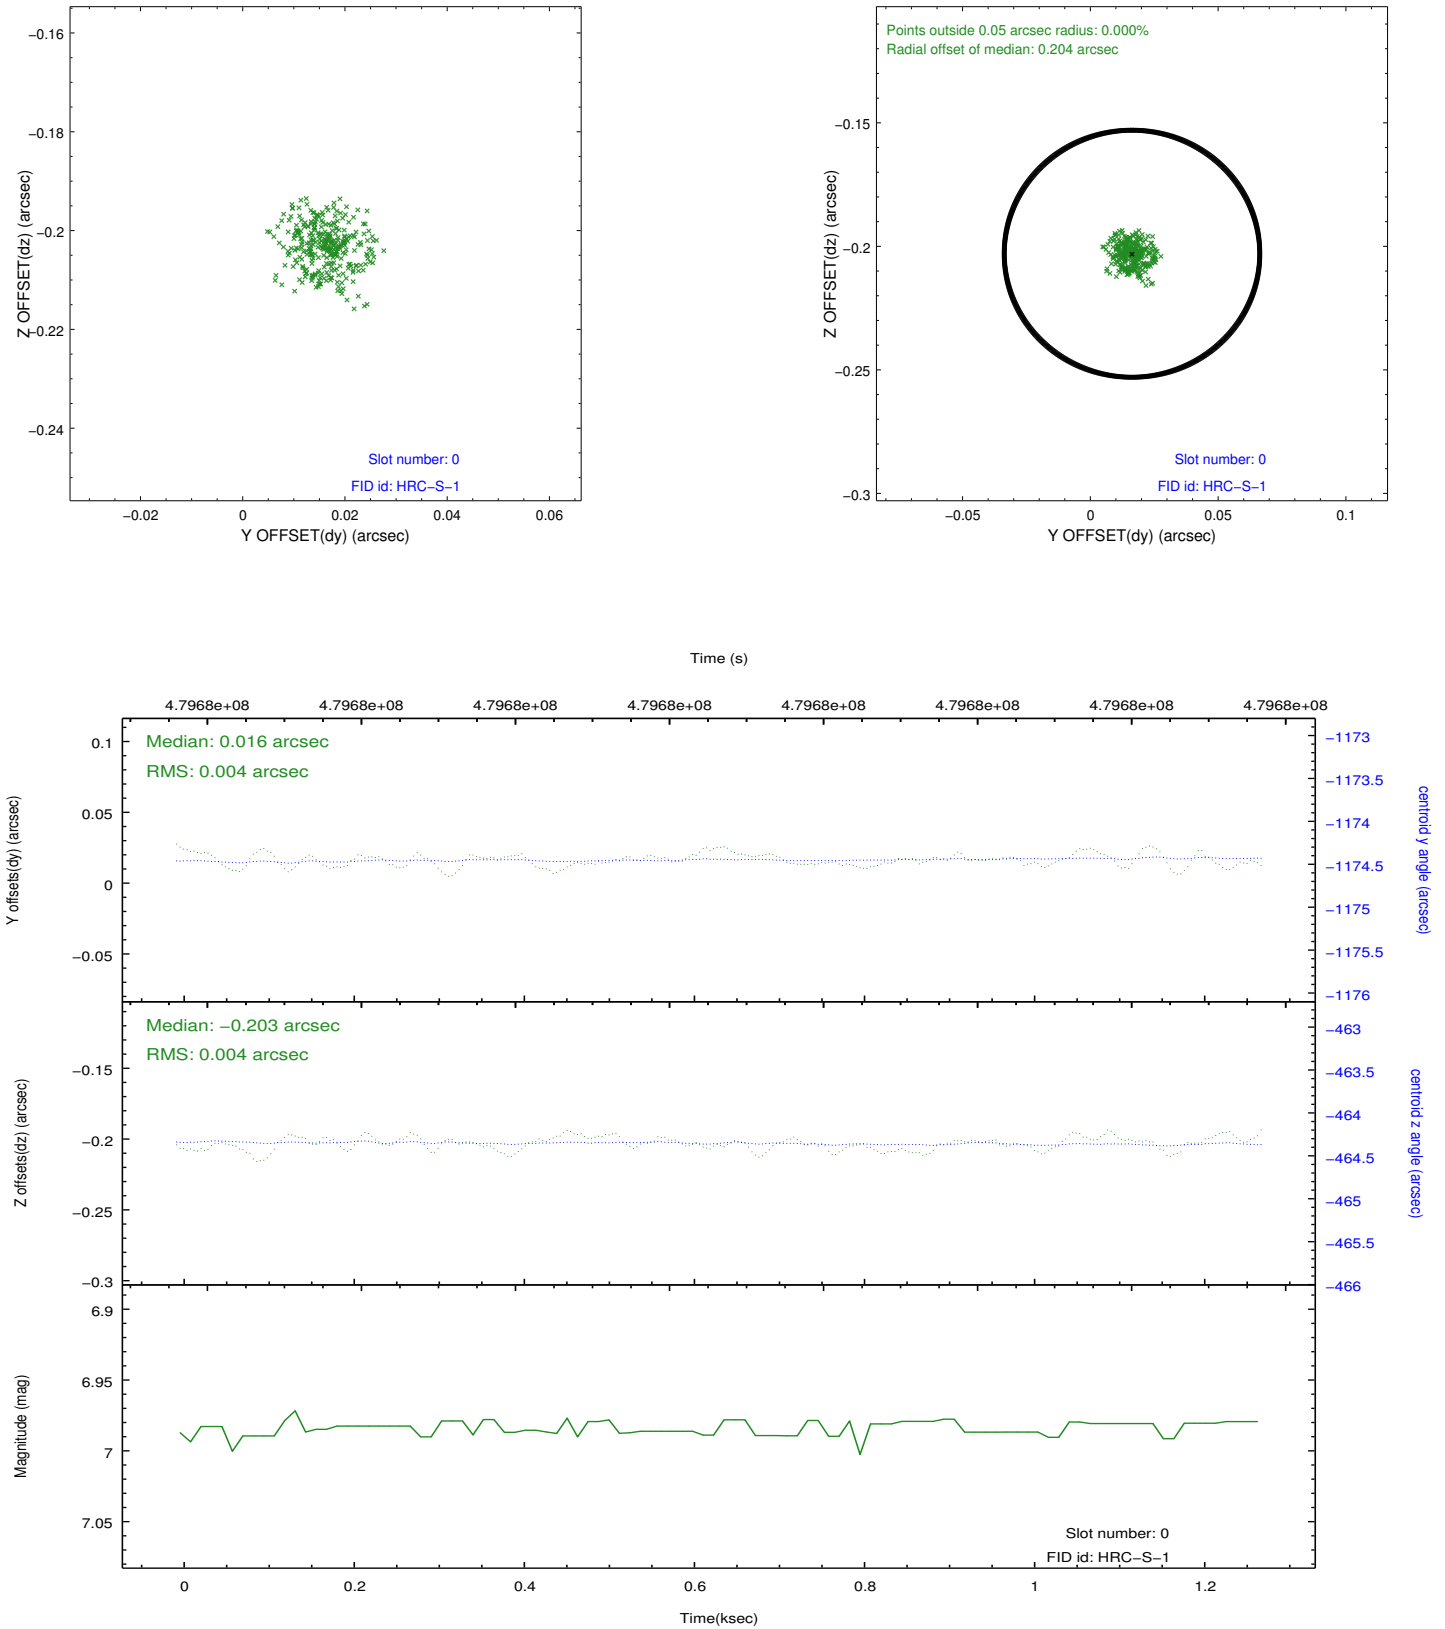 −0.16
−0.18
−0.2
−0.22
−0.24
Z OFFSET(dz) (arcsec)
Slot number: 0
FID id: HRC−S−1
−0.02 0 0.02 0.04 0.06
Y OFFSET(dy) (arcsec)
Points outside 0.05 arcsec radius: 0.000%
Radial offset of median: 0.204 arcsec
−0.15
−0.2
−0.25
−0.3
Z OFFSET(dz) (arcsec)
Slot number: 0
FID id: HRC−S−1
−0.05 0 0.05 0.1
Y OFFSET(dy) (arcsec)
Time (s)
4.7968e+08 4.7968e+08 4.7968e+08 4.7968e+08 4.7968e+08 4.7968e+08 4.7968e+08 4.7968e+08
Median: 0.016 arcsec
RMS: 0.004 arcsec
0.1
0.05
0
−0.05
Y offsets(dy) (arcsec)
−1173
−1173.5
−1174
−1174.5
−1175
−1175.5
−1176
centroid y angle (arcsec)
Median: −0.203 arcsec
RMS: 0.004 arcsec
−0.15
−0.2
−0.25
−0.3
Z offsets(dz) (arcsec)
−463
−463.5
−464
−464.5
−465
−465.5
−466
centroid z angle (arcsec)
6.9
6.95
7
7.05
Magnitude (mag)
Slot number: 0
FID id: HRC−S−1
0 0.2 0.4 0.6 0.8 1 1.2
Time(ksec)